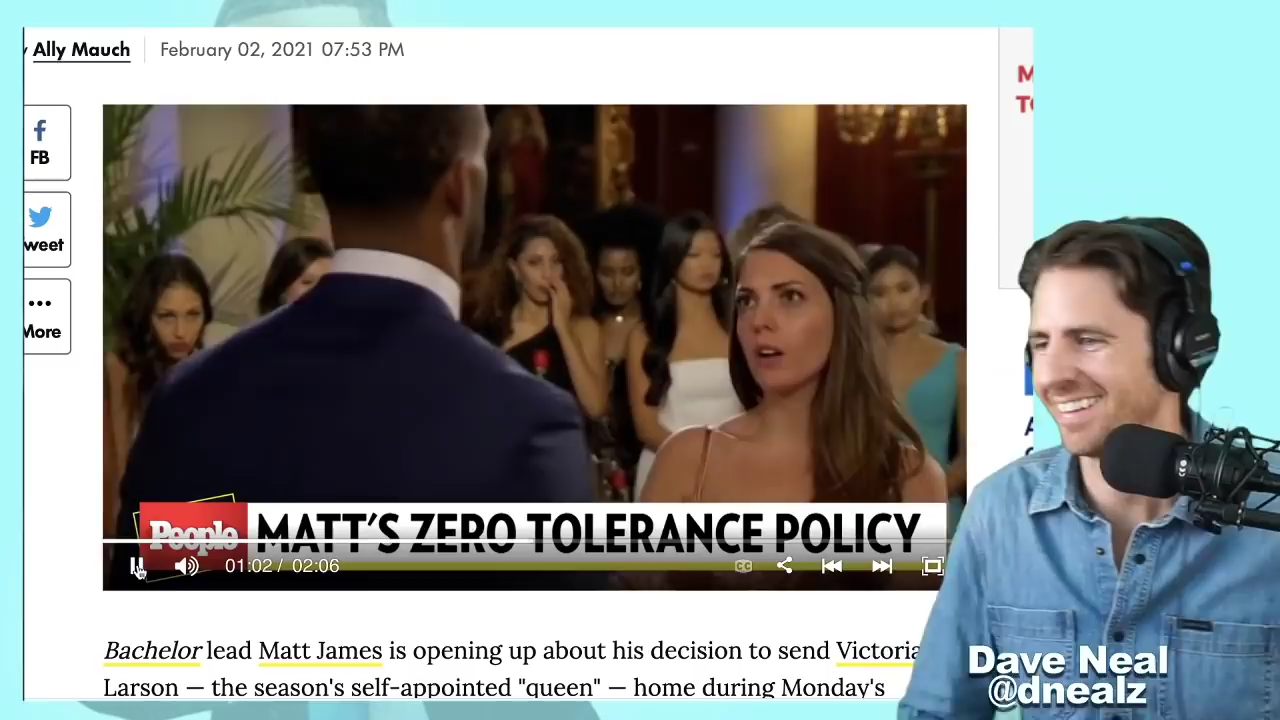 Ally Mauch February 02, 2021 07:53 PM
M
FB
weet
More
People MATT'S ZERO TOLERANCE POLICY
01:02 / 02:06 CC
Bachelor lead Matt James is opening up about his decision to send Victoria
Larson — the season's self-appointed "queen" — home during Monday's
Dave Neal
@dnealz